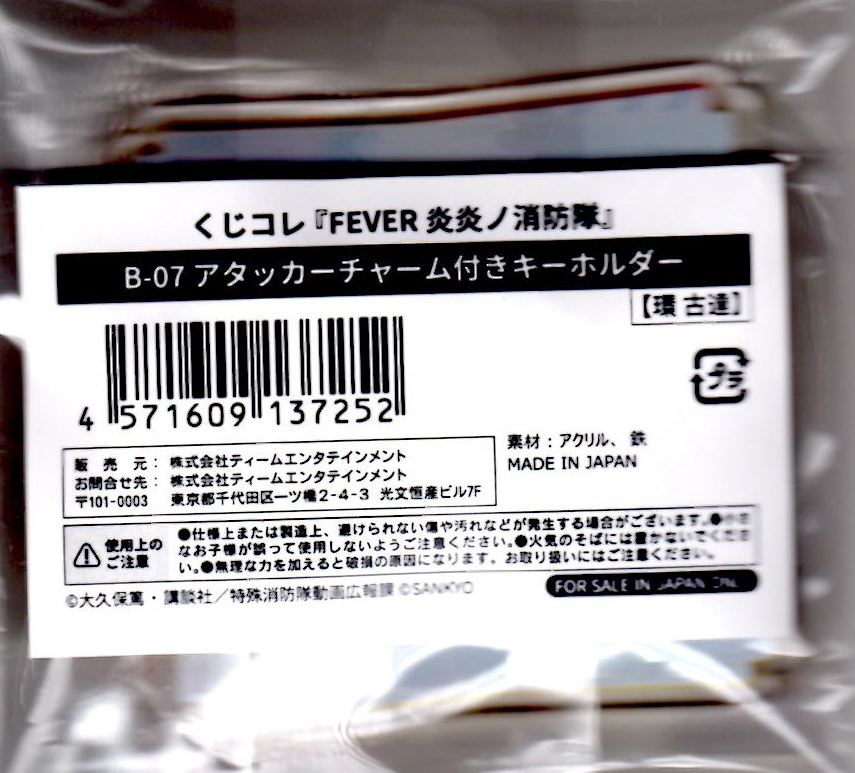 くじコレ『FEVER 炎炎ノ消防隊』
B-07 アタッカーチャーム付きキーホルダー
【環 古達】
プラ
4 571609 137252
素材：アクリル、鉄
MADE IN JAPAN
販 売 元： 株式会社ティームエンタテインメント
お問合せ先： 株式会社ティームエンタテインメント
〒101-0003 東京都千代田区一ツ橋2-4-3 光文恒産ビル7F
使用上の
ご注意
●仕様上または製造上、避けられない傷や汚れなどが発生する場合がございます。●小さ
なお子様が誤って使用しないようご注意ください。●火気のそばには置かないでくださ
い。●無理な力を加えると破損の原因になります。お取り扱いにはご注意ください。
©大久保篤・講談社／特殊消防隊動画広報課 ©SANKYO
FOR SALE IN JAPAN ONLY